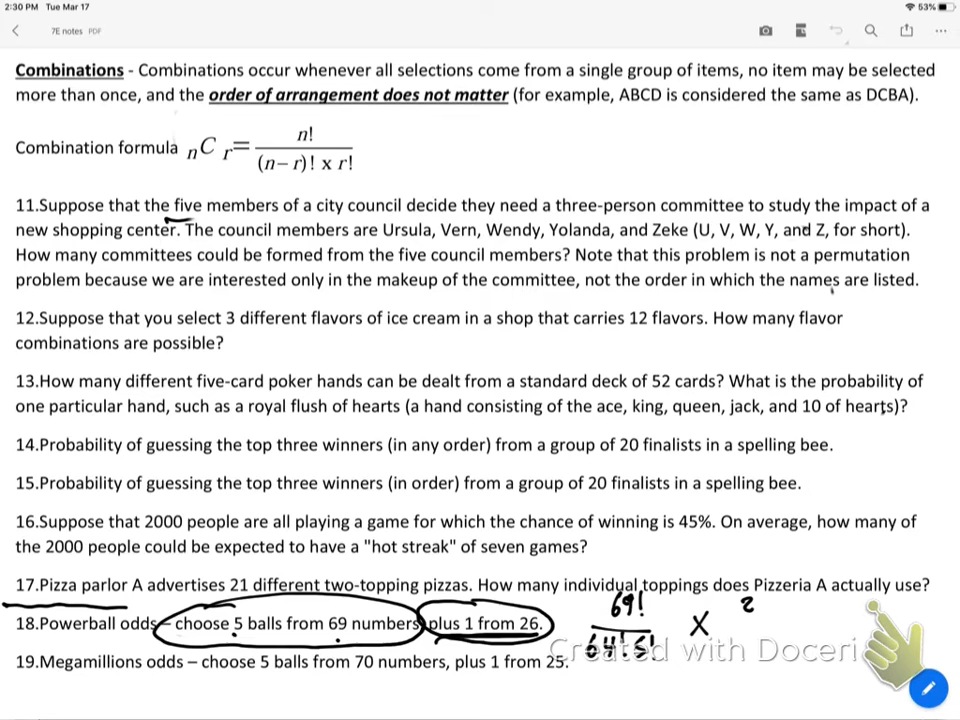 2:30 PM Tue Mar 17
53%
7E notes PDF
Combinations - Combinations occur whenever all selections come from a single group of items, no item may be selected
more than once, and the order of arrangement does not matter (for example, ABCD is considered the same as DCBA).
Combination formula nCr = n! / (n– r)! x r!
11.Suppose that the five members of a city council decide they need a three-person committee to study the impact of a
new shopping center. The council members are Ursula, Vern, Wendy, Yolanda, and Zeke (U, V, W, Y, and Z, for short).
How many committees could be formed from the five council members? Note that this problem is not a permutation
problem because we are interested only in the makeup of the committee, not the order in which the names are listed.
12.Suppose that you select 3 different flavors of ice cream in a shop that carries 12 flavors. How many flavor
combinations are possible?
13.How many different five-card poker hands can be dealt from a standard deck of 52 cards? What is the probability of
one particular hand, such as a royal flush of hearts (a hand consisting of the ace, king, queen, jack, and 10 of hearts)?
14.Probability of guessing the top three winners (in any order) from a group of 20 finalists in a spelling bee.
15.Probability of guessing the top three winners (in order) from a group of 20 finalists in a spelling bee.
16.Suppose that 2000 people are all playing a game for which the chance of winning is 45%. On average, how many of
the 2000 people could be expected to have a "hot streak" of seven games?
17.Pizza parlor A advertises 21 different two-topping pizzas. How many individual toppings does Pizzeria A actually use?
18.Powerball odds – choose 5 balls from 69 numbers, plus 1 from 26.
69! / 64!·5! x 2
19.Megamillions odds – choose 5 balls from 70 numbers, plus 1 from 25.
Created with Doceri